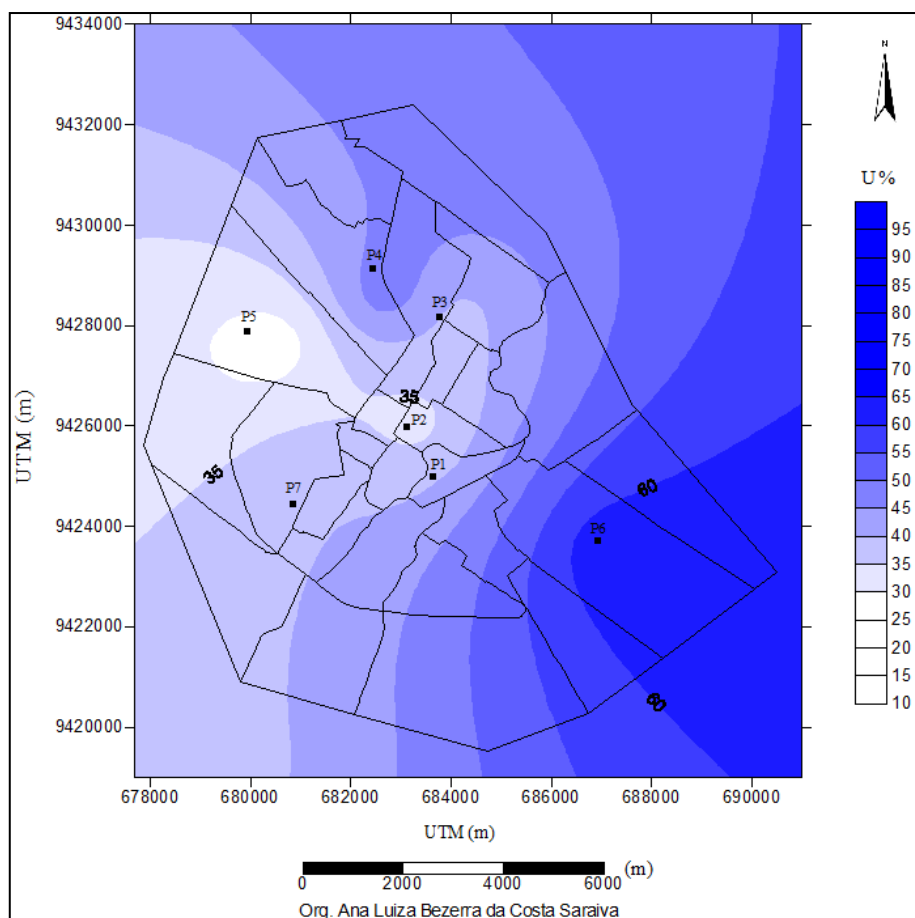 N
U%
95
90
85
80
75
70
65
60
55
50
45
40
35
30
25
20
15
10
9434000
9432000
9430000
9428000
9426000
9424000
9422000
9420000
UTM (m)
P4
P3
P5
35
P2
35
P1
P7
60
P6
60
678000 680000 682000 684000 686000 688000 690000
UTM (m)
(m)
0 2000 4000 6000
Org. Ana Luiza Bezerra da Costa Saraiva